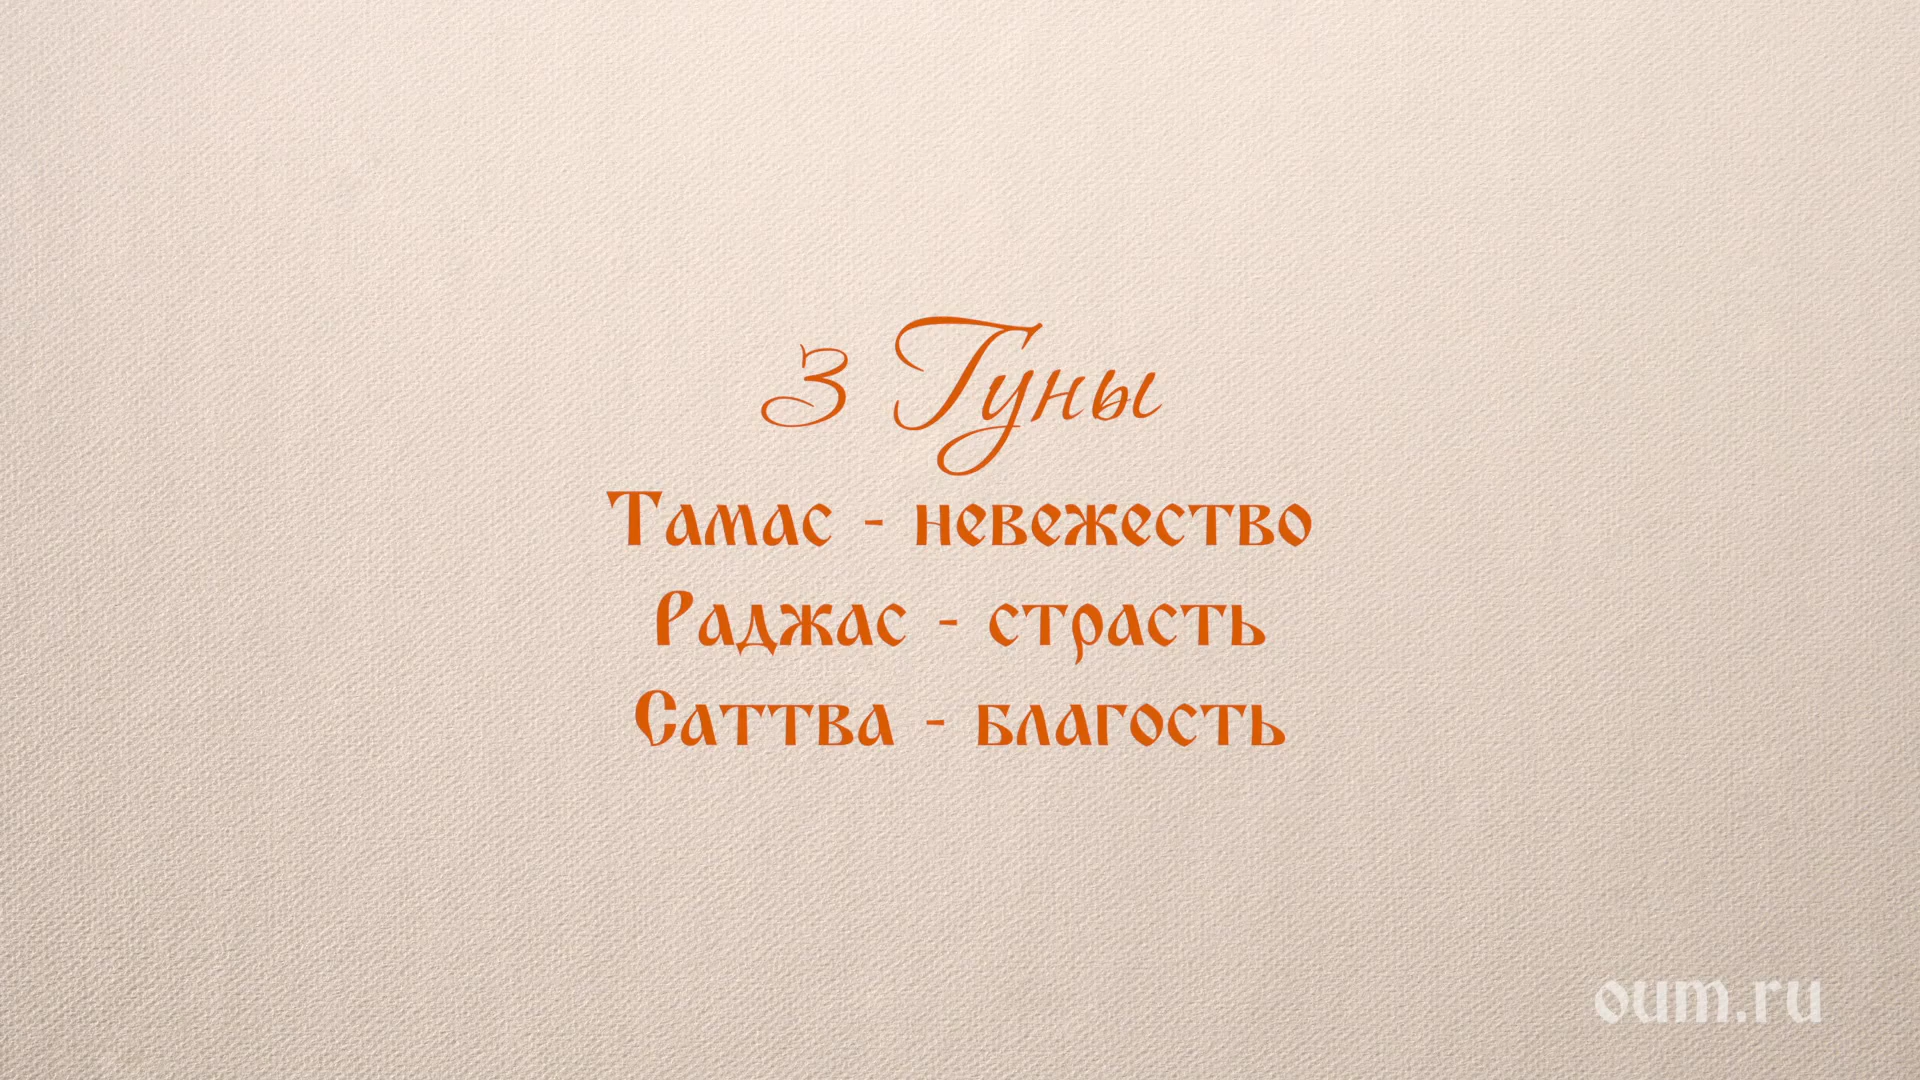 3 Гуны
Тамас - невежество
Раджас - страсть
Саттва - благость
oum.ru